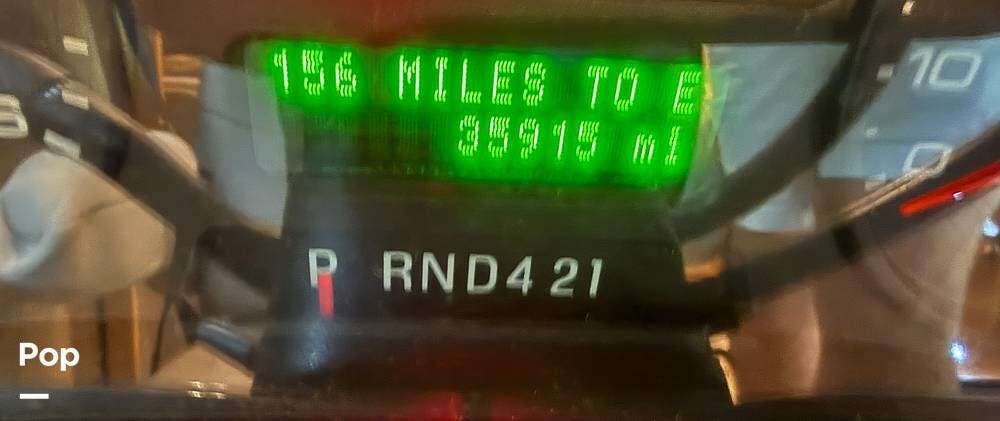 156 MILES TO E
35915 mi
10
0
P RND421
Pop